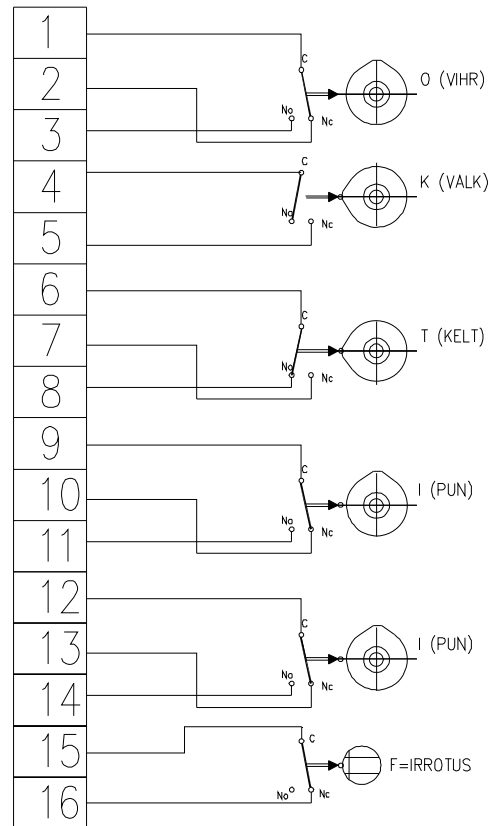 1
C
O (VIHR)
2
No
Nc
3
C
4
K (VALK)
No
Nc
5
6
C
T (KELT)
7
No
Nc
8
9
C
I (PUN)
10
No
Nc
11
12
C
I (PUN)
13
No
Nc
14
15
C
F=IRROTUS
No
Nc
16